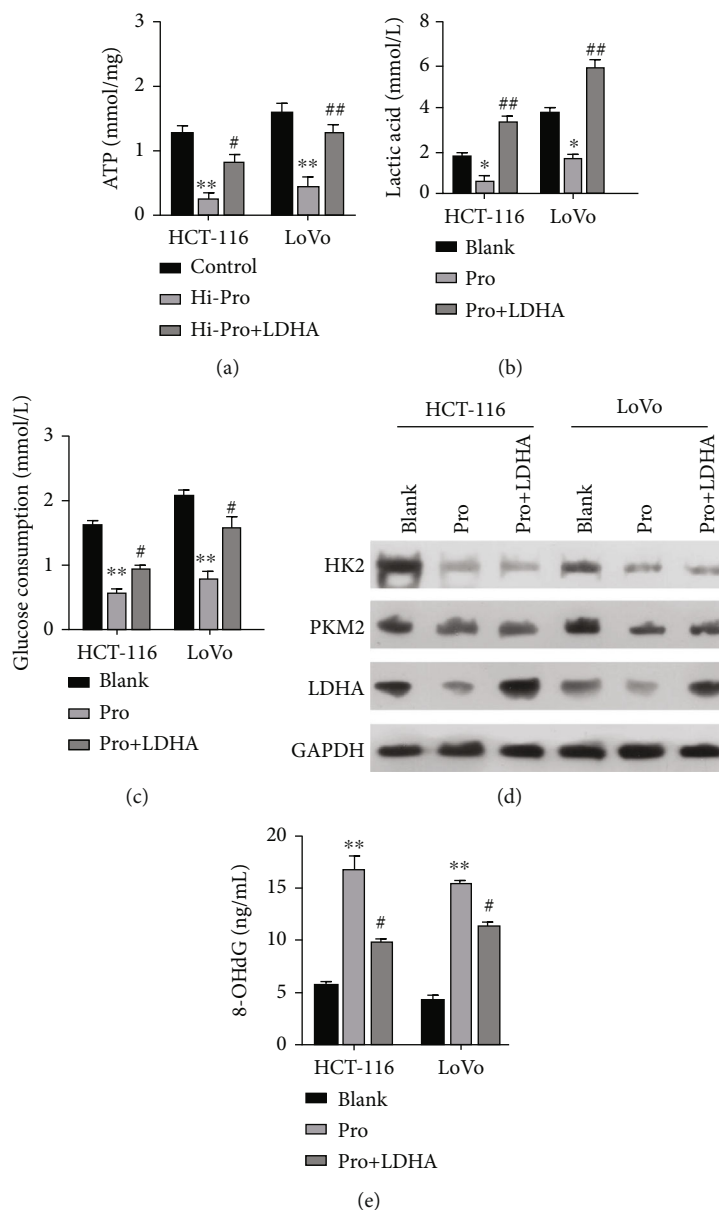 ATP (mmol/mg)
3
2
1
0
**
#
**
##
HCT-116
LoVo
Control
Hi-Pro
Hi-Pro+LDHA
(a)
Lactic acid (mmol/L)
8
6
4
2
0
*
##
*
##
HCT-116
LoVo
Blank
Pro
Pro+LDHA
(b)
Glucose consumption (mmol/L)
3
2
1
0
**
#
**
#
HCT-116
LoVo
Blank
Pro
Pro+LDHA
(c)
HCT-116
LoVo
Blank
Pro
Pro+LDHA
Blank
Pro
Pro+LDHA
HK2
PKM2
LDHA
GAPDH
(d)
8-OHdG (ng/mL)
20
15
10
5
0
**
#
**
#
HCT-116
LoVo
Blank
Pro
Pro+LDHA
(e)